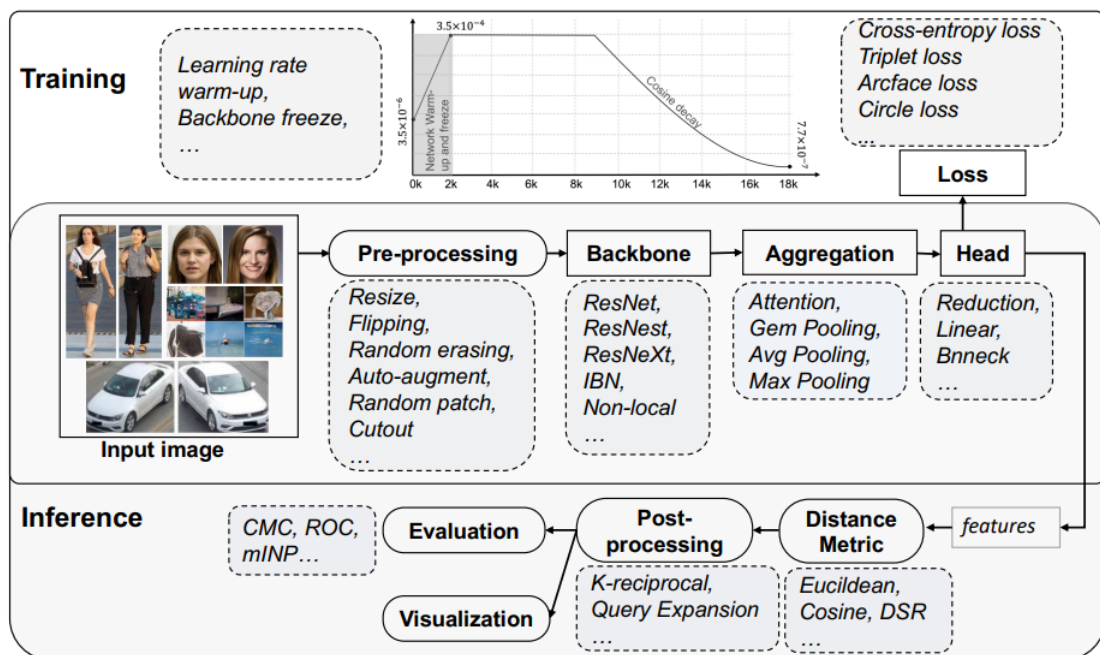 Training
Learning rate
warm-up,
Backbone freeze,
…
3.5×10⁻⁴
3.5×10⁻⁶
Network Warm-
up and freeze
Cosine decay
7.7×10⁻⁷
0k 2k 4k 6k 8k 10k 12k 14k 16k 18k
Cross-entropy loss
Triplet loss
Arcface loss
Circle loss
...
Loss
Input image
Pre-processing
Resize,
Flipping,
Random erasing,
Auto-augment,
Random patch,
Cutout
…
Backbone
ResNet,
ResNest,
ResNeXt,
IBN,
Non-local
…
Aggregation
Attention,
Gem Pooling,
Avg Pooling,
Max Pooling
Head
Reduction,
Linear,
Bnneck
…
Inference
CMC, ROC,
mINP…
Evaluation
Visualization
Post-
processing
K-reciprocal,
Query Expansion
…
Distance
Metric
Eucildean,
Cosine, DSR
…
features